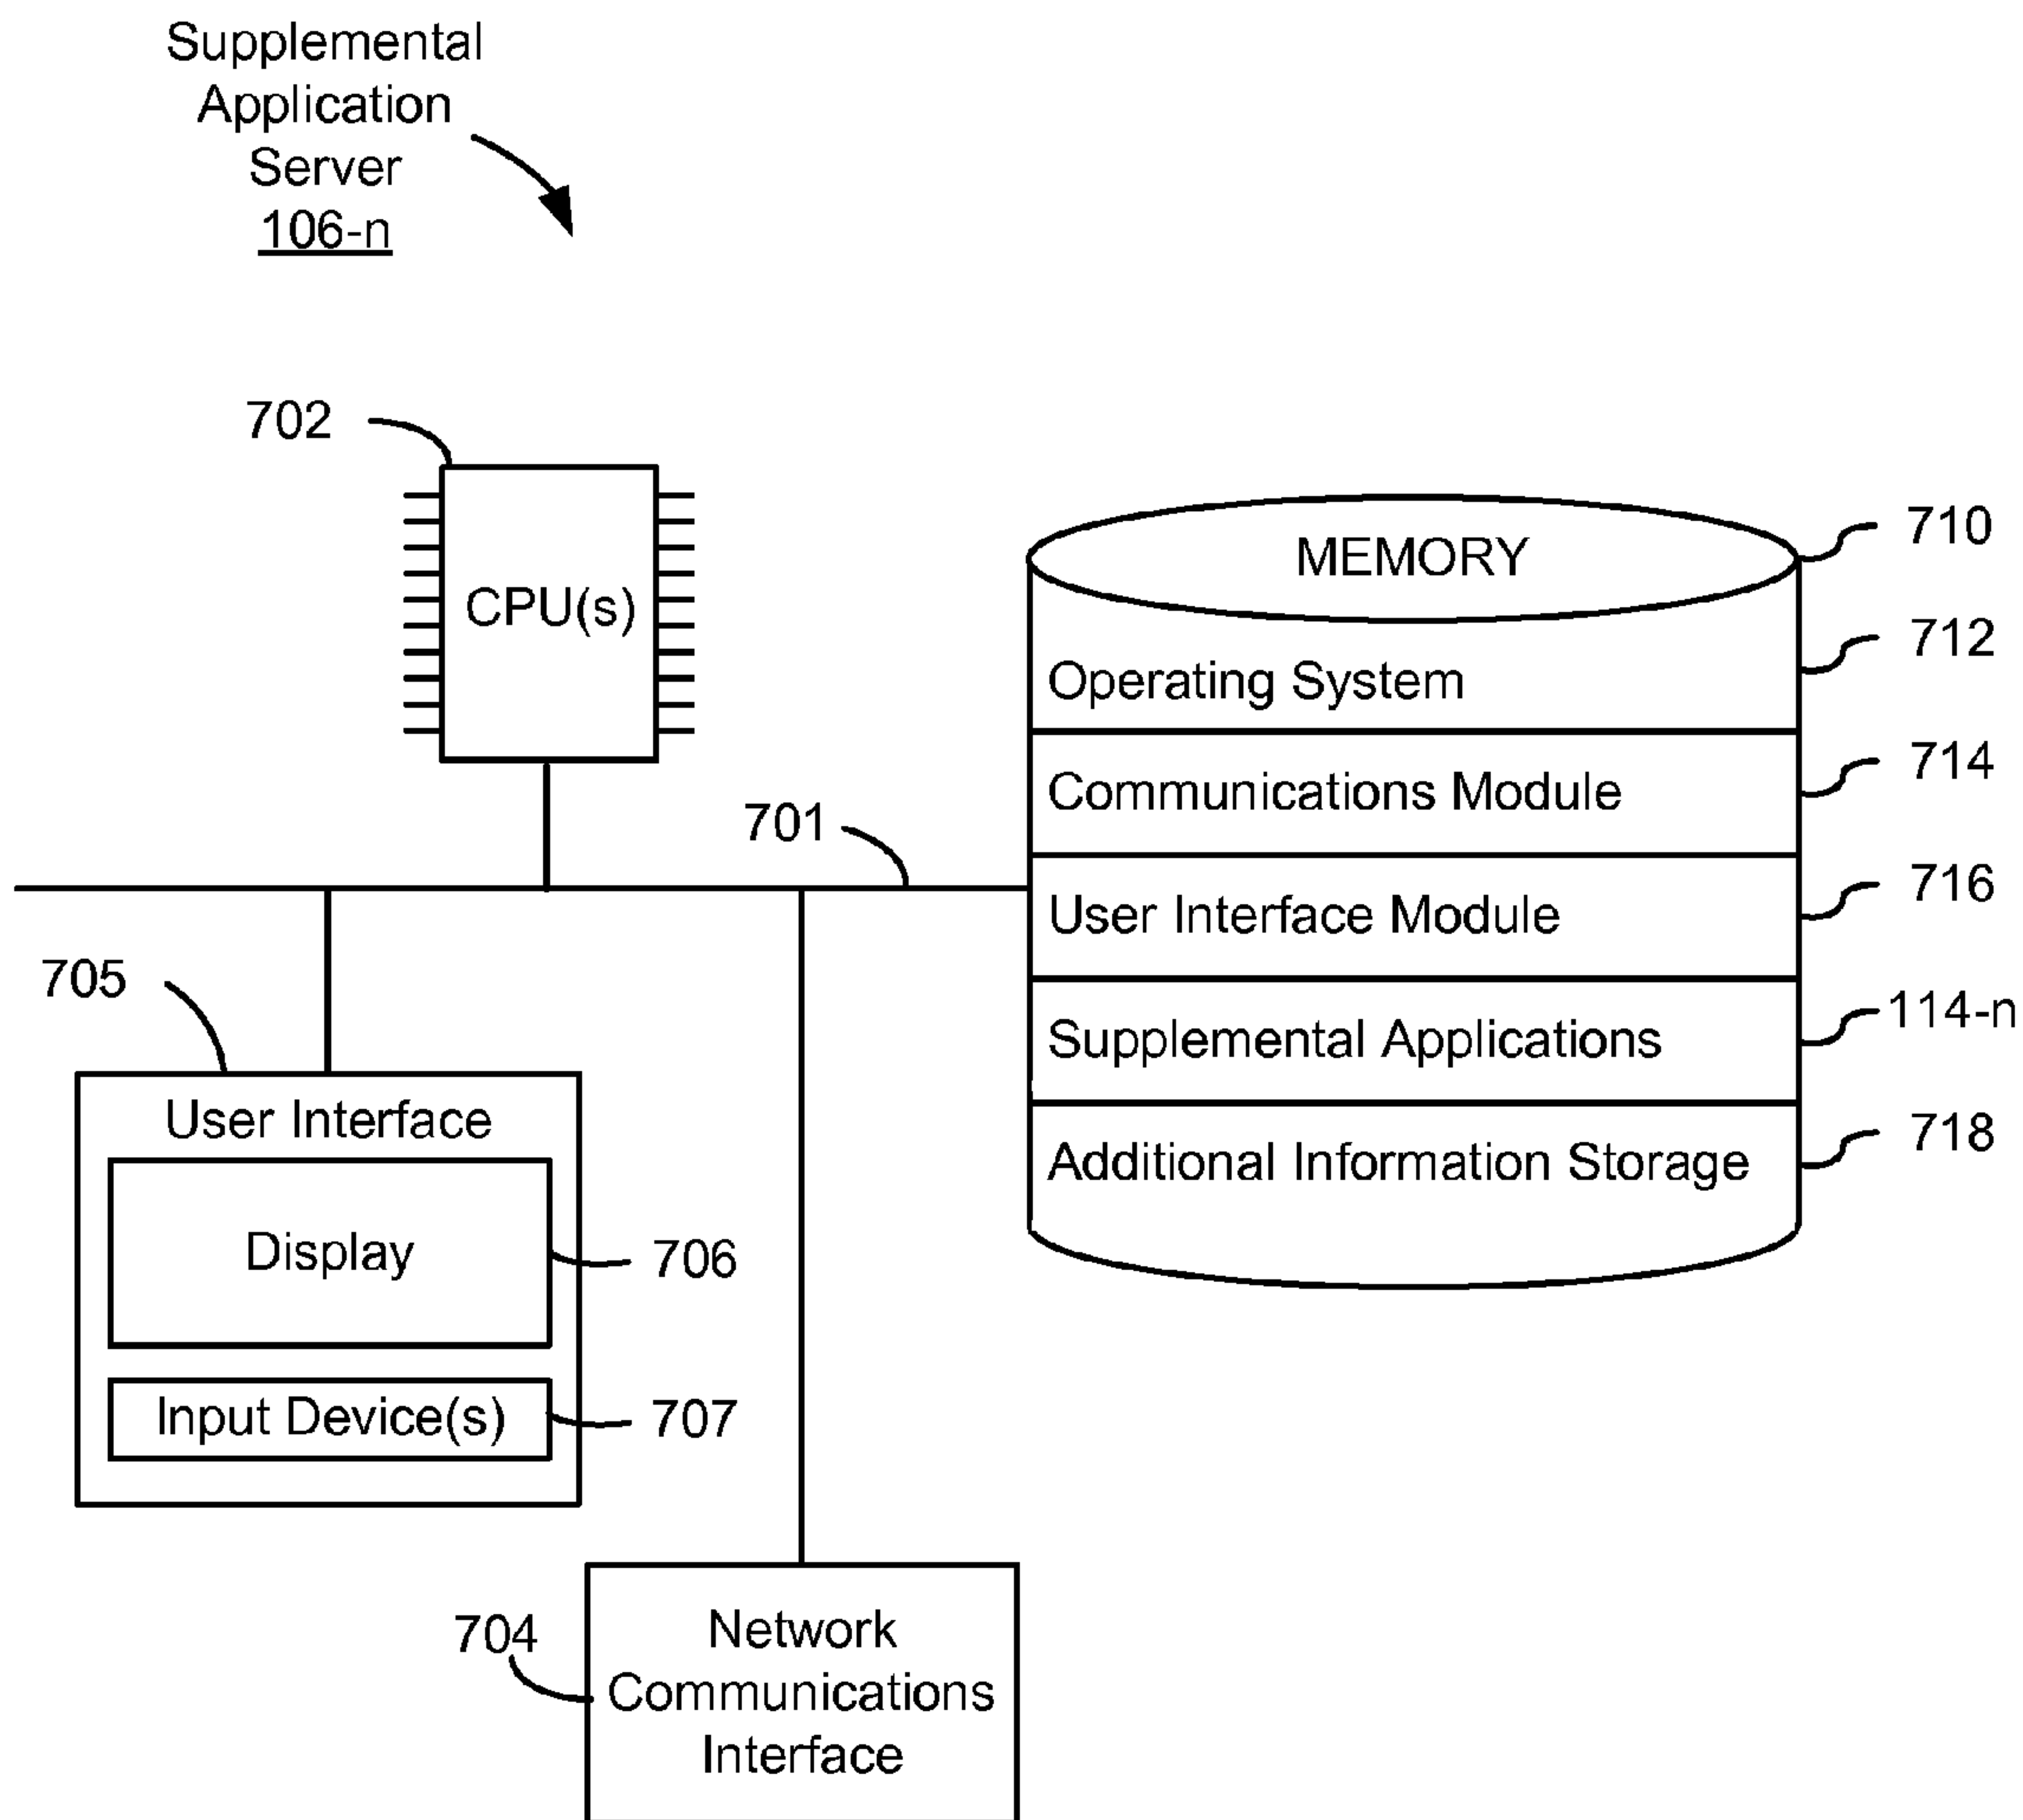 Supplemental
Application
Server
106-n
702
CPU(s)
MEMORY
710
Operating System
712
Communications Module
714
701
User Interface Module
716
Supplemental Applications
114-n
Additional Information Storage
718
705
User Interface
Display
706
Input Device(s)
707
704
Network
Communications
Interface